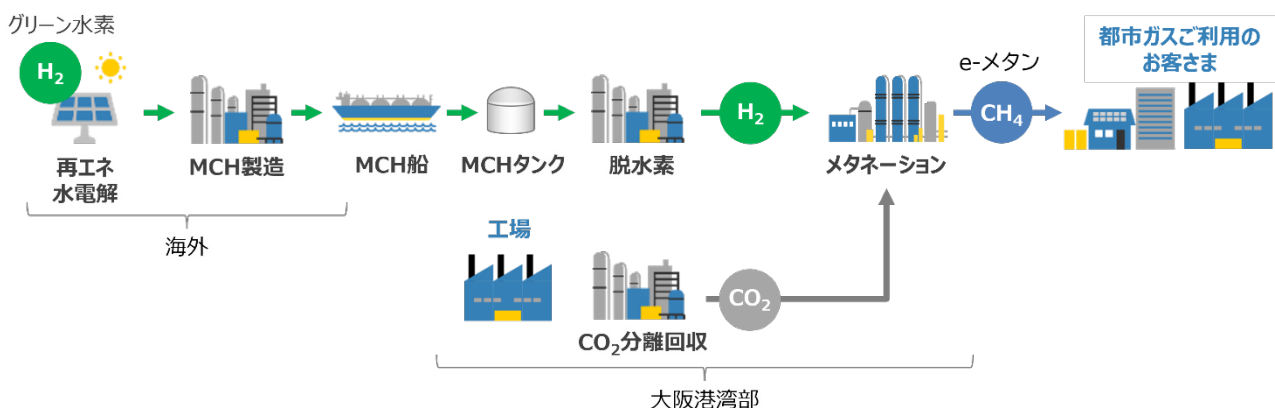 グリーン水素
H₂
再エネ
水電解
MCH製造
MCH船
MCHタンク
脱水素
H₂
メタネーション
e-メタン
CH₄
都市ガスご利用の
お客さま
海外
工場
CO₂分離回収
CO₂
大阪港湾部